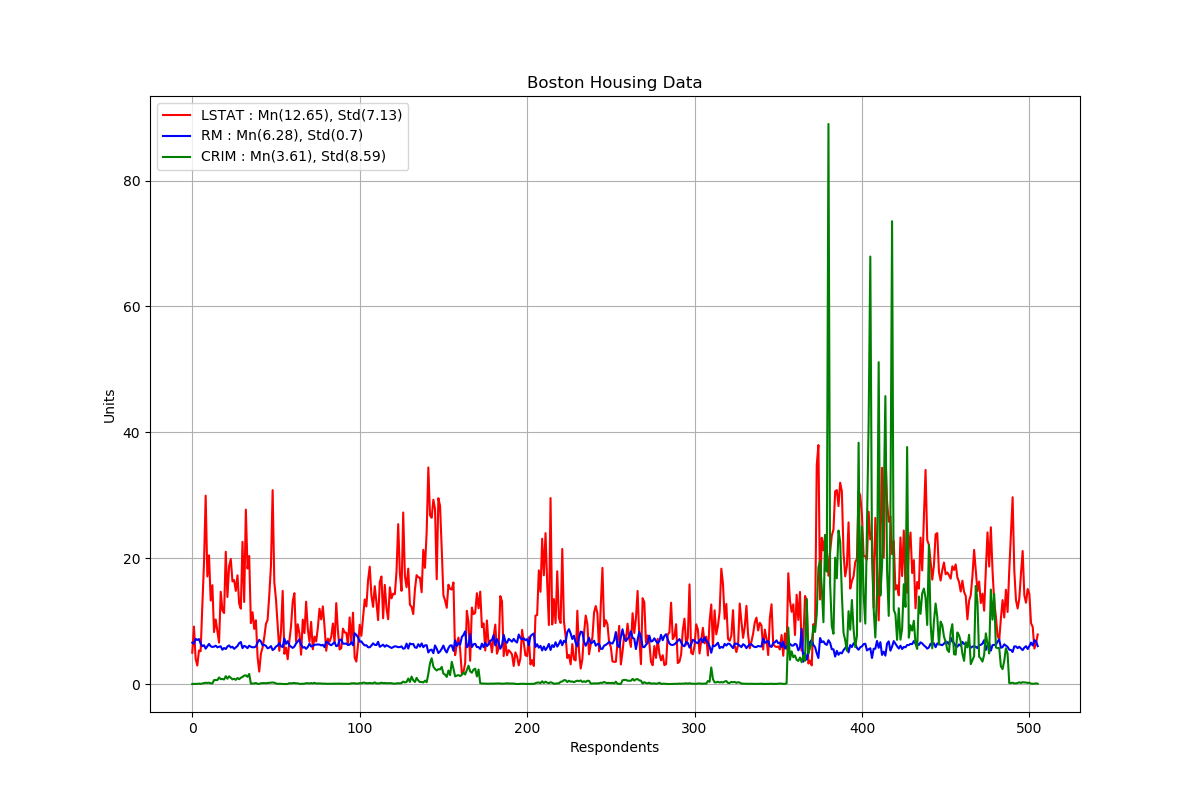 Boston Housing Data
LSTAT : Mn(12.65), Std(7.13)
RM : Mn(6.28), Std(0.7)
CRIM : Mn(3.61), Std(8.59)
80
60
40
20
0
Units
0 100 200 300 400 500
Respondents